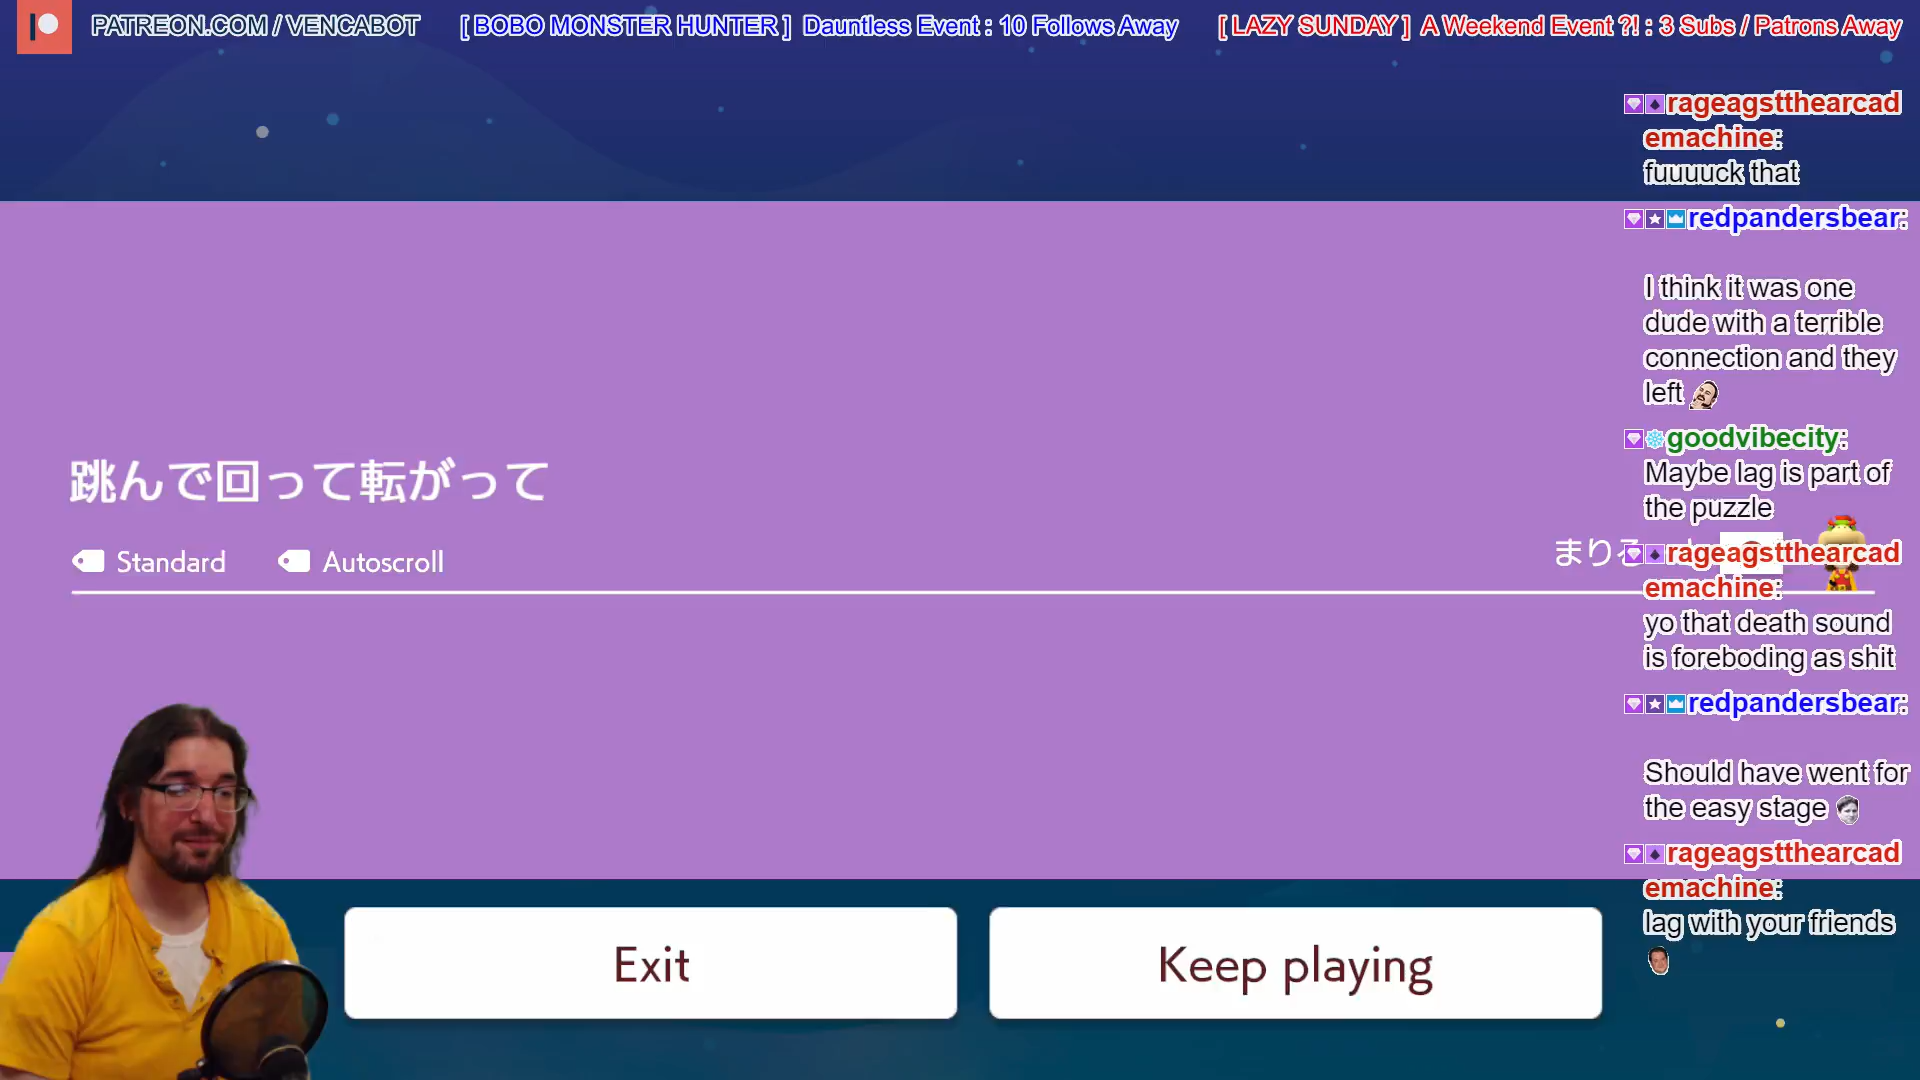 PATREON.COM / VENCABOT
[ BOBO MONSTER HUNTER ] Dauntless Event : 10 Follows Away
[ LAZY SUNDAY ] A Weekend Event ?! : 3 Subs / Patrons Away
rageagstthearcad
emachine:
fuuuuck that
redpandersbear:
I think it was one
dude with a terrible
connection and they
left
goodvibecity:
Maybe lag is part of
the puzzle
跳んで回って転がって
Standard
Autoscroll
まりる
rageagstthearcad
emachine:
yo that death sound
is foreboding as shit
redpandersbear:
Should have went for
the easy stage
rageagstthearcad
emachine:
lag with your friends
Exit
Keep playing